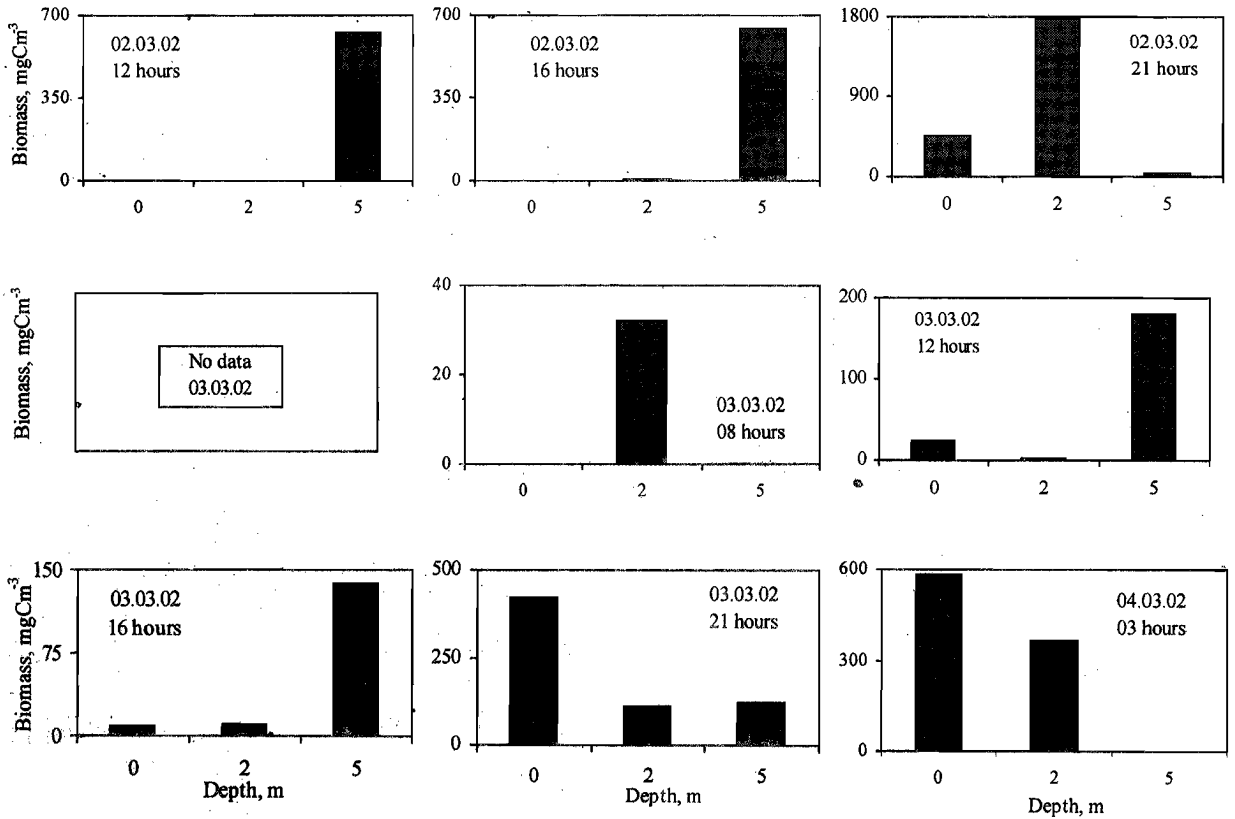 Biomass, mgCm-3
700
350
0
02.03.02
12 hours
0 2 5
700
350
0
02.03.02
16 hours
0 2 5
1800
900
0
02.03.02
21 hours
0 2 5
Biomass, mgCm-3
No data
03.03.02
40
20
0
03.03.02
08 hours
0 2 5
200
100
0
03.03.02
12 hours
0 2 5
Biomass, mgCm-3
150
75
0
03.03.02
16 hours
0 2 5
Depth, m
500
250
0
03.03.02
21 hours
0 2 5
Depth, m
600
300
0
04.03.02
03 hours
0 2 5
Depth, m